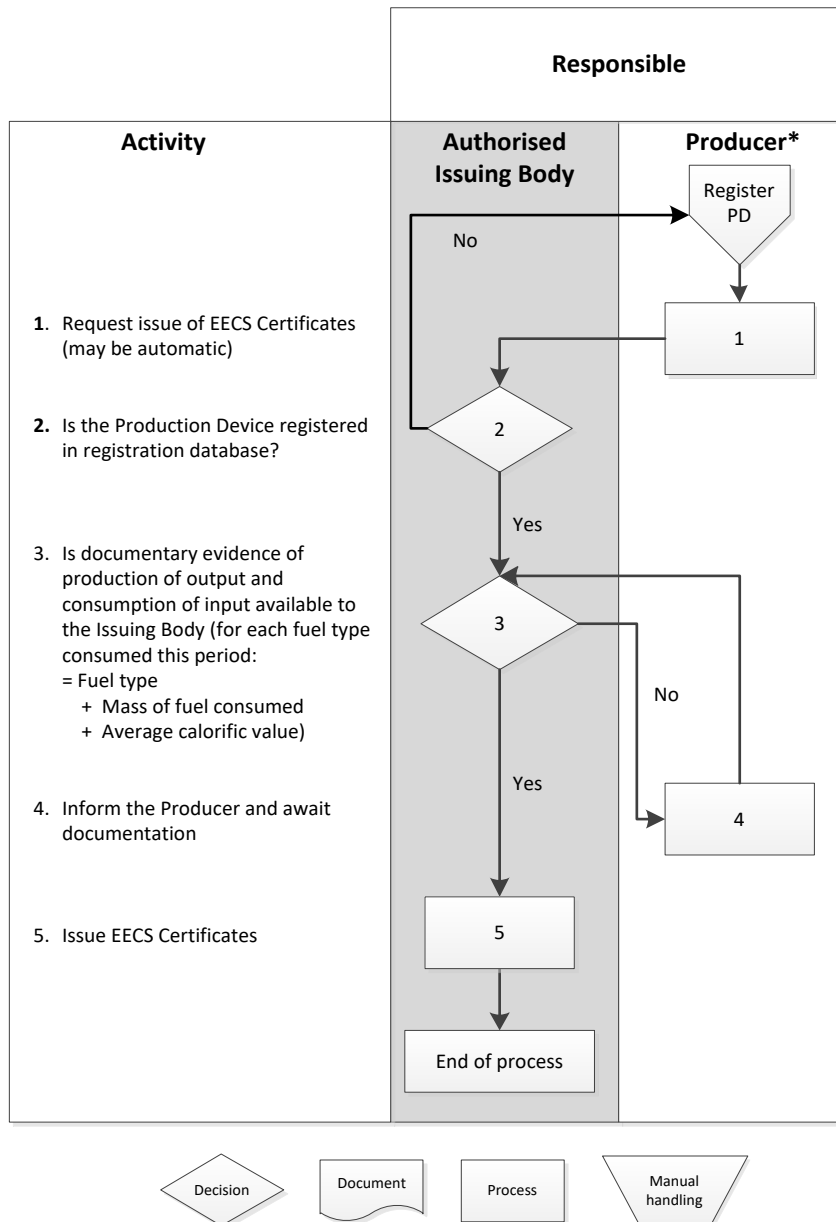 Responsible
Activity
Authorised
Issuing Body
Producer*
Register
PD
No
1. Request issue of EECS Certificates
(may be automatic)
1
2. Is the Production Device registered
in registration database?
2
Yes
3. Is documentary evidence of
production of output and
consumption of input available to
the Issuing Body (for each fuel type
consumed this period:
= Fuel type
+ Mass of fuel consumed
+ Average calorific value)
3
No
Yes
4. Inform the Producer and await
documentation
4
5. Issue EECS Certificates
5
End of process
Decision
Document
Process
Manual
handling